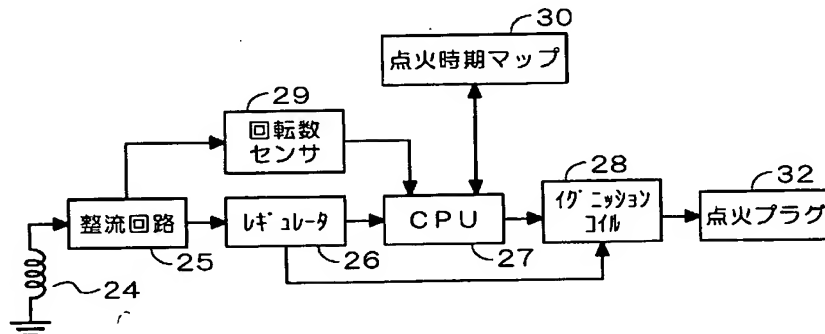 30
点火時期マップ
29
回転数
センサ
28
32
整流回路
ﾚｷﾞｭﾚｰﾀ
CPU
ｲｸﾞﾆｯｼｮﾝ
ｺｲﾙ
点火プラグ
25
26
27
24